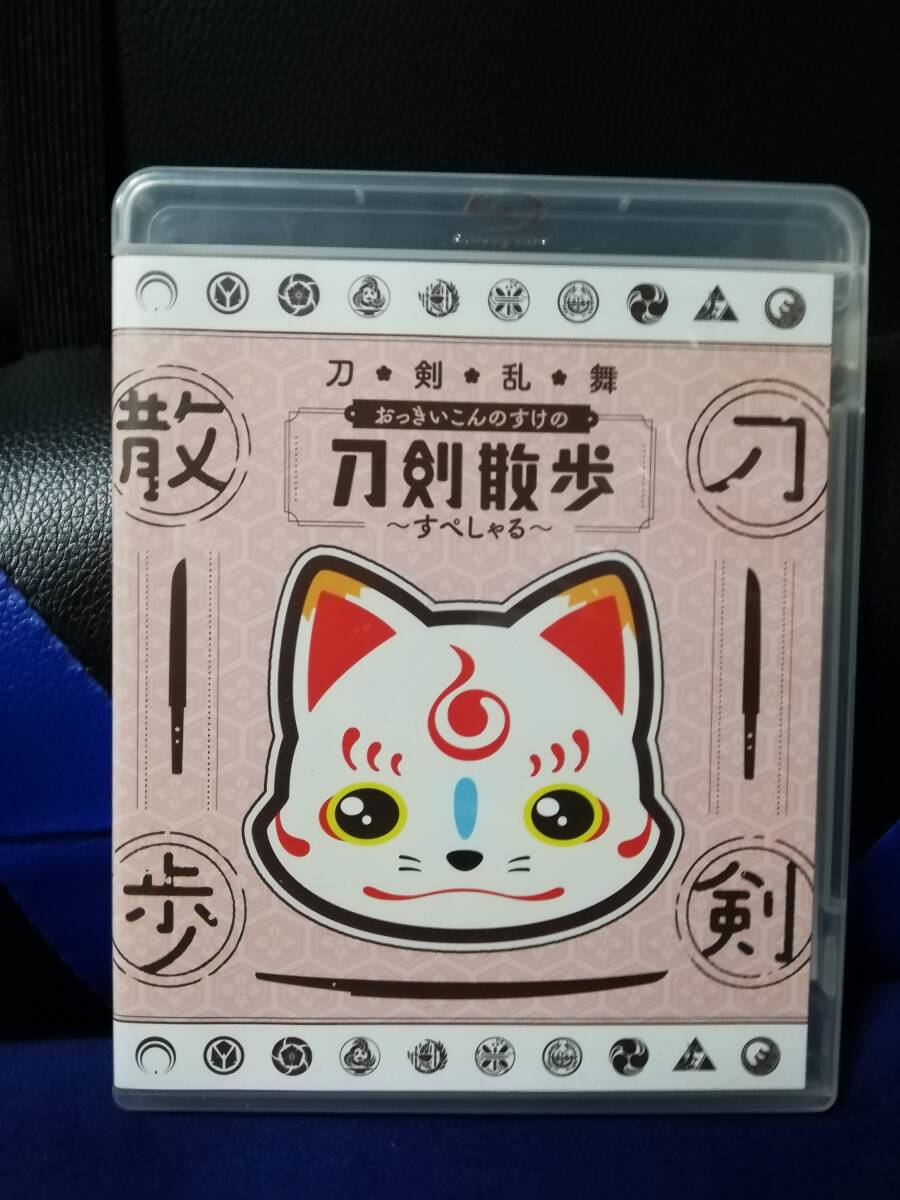 刀剣乱舞
おっきいこんのすけの
刀剣散歩
～すぺしゃる～
刀
剣
散
歩